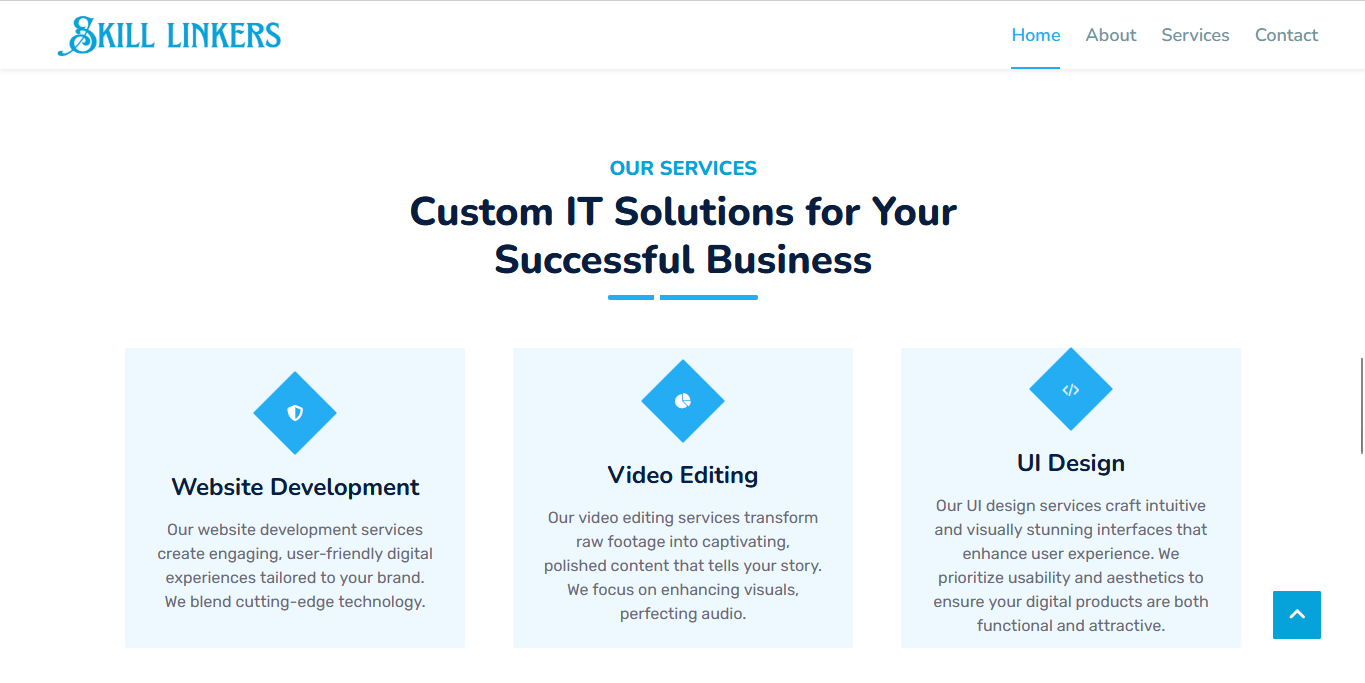 SKILL LINKERS
Home About Services Contact
OUR SERVICES
Custom IT Solutions for Your
Successful Business
Website Development
Our website development services
create engaging, user-friendly digital
experiences tailored to your brand.
We blend cutting-edge technology.
Video Editing
Our video editing services transform
raw footage into captivating,
polished content that tells your story.
We focus on enhancing visuals,
perfecting audio.
UI Design
Our UI design services craft intuitive
and visually stunning interfaces that
enhance user experience. We
prioritize usability and aesthetics to
ensure your digital products are both
functional and attractive.